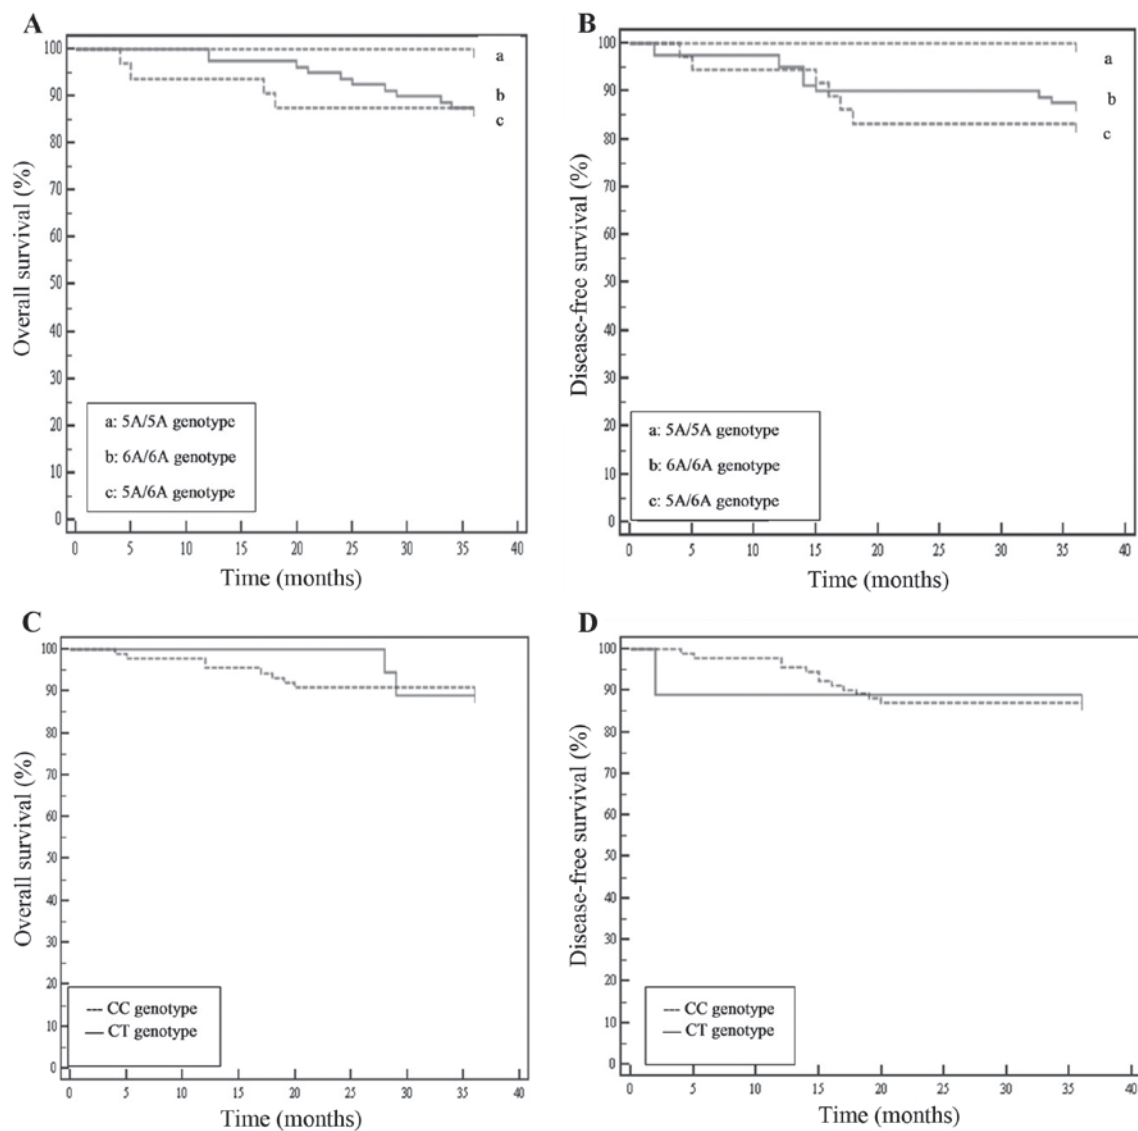 A
Overall survival (%)
100
90
80
70
60
50
40
30
20
10
0
a
b
c
a: 5A/5A genotype
b: 6A/6A genotype
c: 5A/6A genotype
0 5 10 15 20 25 30 35 40
Time (months)
B
Disease-free survival (%)
100
90
80
70
60
50
40
30
20
10
0
a
b
c
a: 5A/5A genotype
b: 6A/6A genotype
c: 5A/6A genotype
0 5 10 15 20 25 30 35 40
Time (months)
C
Overall survival (%)
100
90
80
70
60
50
40
30
20
10
0
CC genotype
CT genotype
0 5 10 15 20 25 30 35 40
Time (months)
D
Disease-free survival (%)
100
90
80
70
60
50
40
30
20
10
0
CC genotype
CT genotype
0 5 10 15 20 25 30 35 40
Time (months)